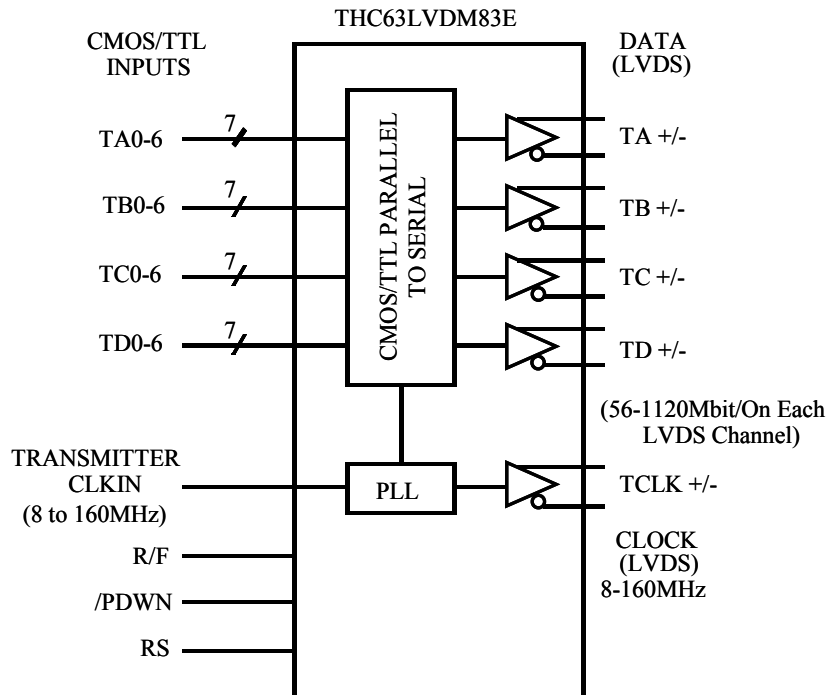 THC63LVDM83E
CMOS/TTL
INPUTS
DATA
(LVDS)
7
TA0-6
TA +/-
7
TB0-6
TB +/-
7
TC0-6
TC +/-
7
TD0-6
TD +/-
CMOS/TTL PARALLEL
TO SERIAL
(56-1120Mbit/On Each
LVDS Channel)
TRANSMITTER
CLKIN
(8 to 160MHz)
PLL
TCLK +/-
CLOCK
(LVDS)
8-160MHz
R/F
/PDWN
RS